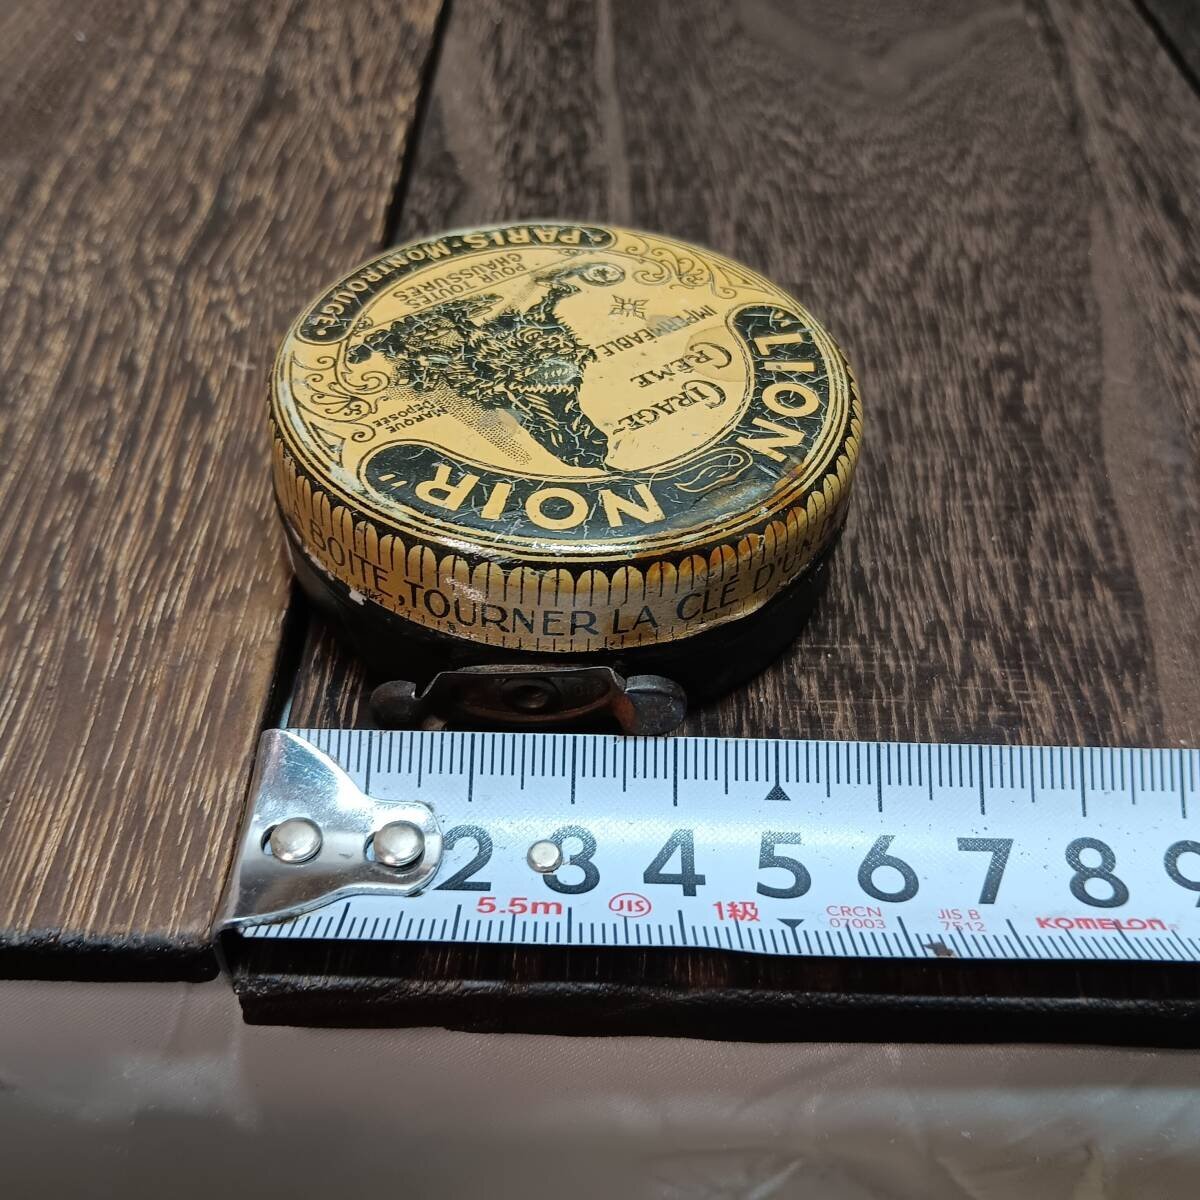 "LION NOIR"
CIRAGE~
CRÈME
IMPERMÉABLE
POUR TOUTES
CHAUSSURES
MARQUE
DÉPOSÉE
PARIS-MONTROUGE
BOITE, TOURNER LA CLÉ D'UN
2 3 4 5 6 7 8 9
5.5m JIS 1級 CRCN 07003 JIS B 7512 KOMELON